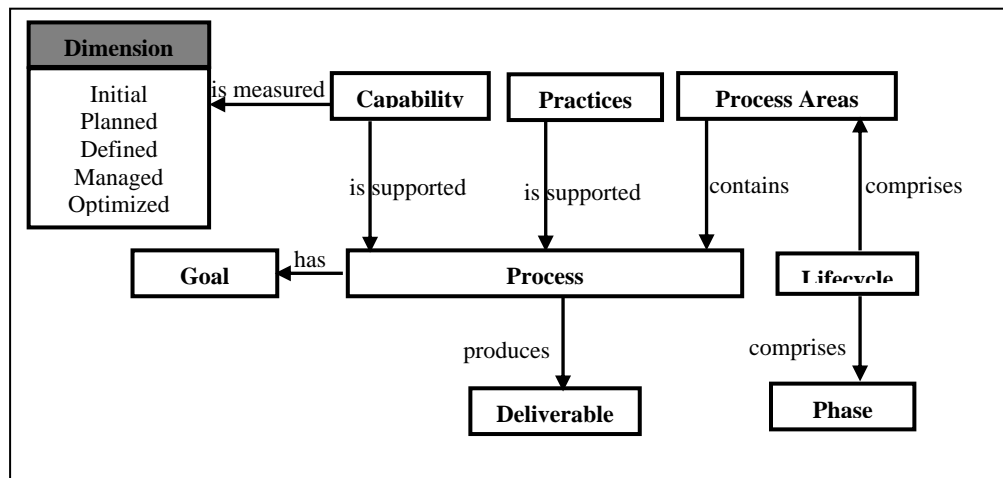 Dimension
Initial
Planned
Defined
Managed
Optimized
is measured
Capability
Practices
Process Areas
is supported
is supported
contains
comprises
Goal
has
Process
Lifecycle
produces
comprises
Deliverable
Phase